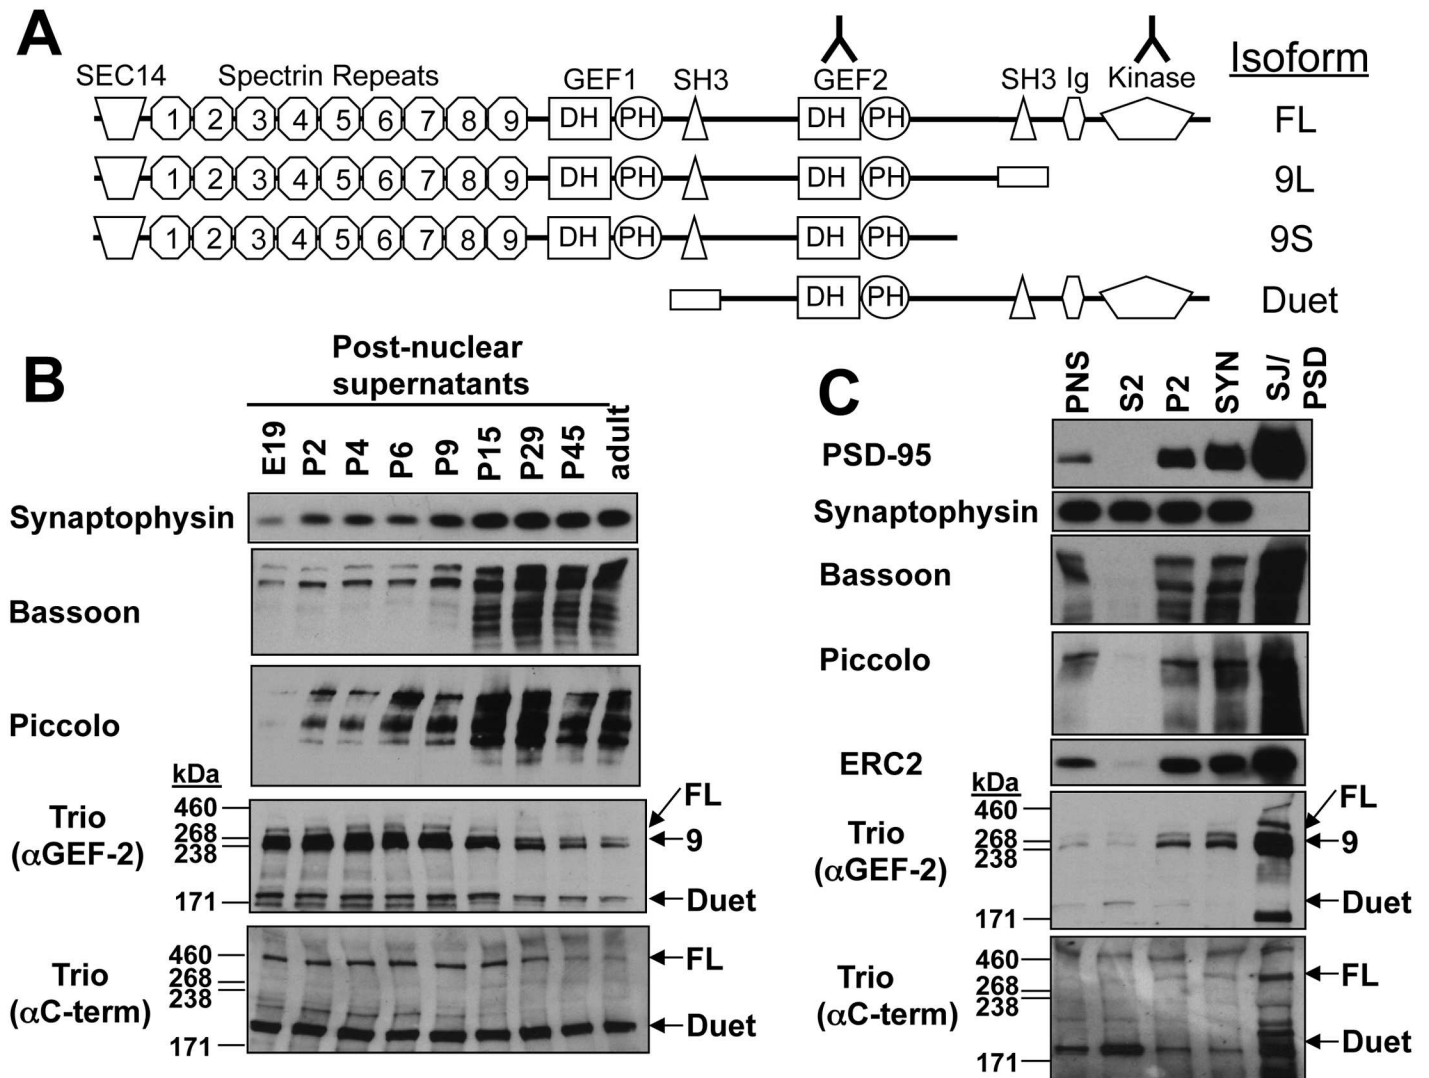 A
SEC14 Spectrin Repeats GEF1 SH3 GEF2 SH3 Ig Kinase Isoform
1 2 3 4 5 6 7 8 9 DH PH DH PH FL
1 2 3 4 5 6 7 8 9 DH PH DH PH 9L
1 2 3 4 5 6 7 8 9 DH PH DH PH 9S
DH PH Duet
B
Post-nuclear
supernatants
E19 P2 P4 P6 P9 P15 P29 P45 adult
Synaptophysin
Bassoon
Piccolo
kDa
Trio
(αGEF-2)
460
268
238
171
FL
9
Duet
Trio
(αC-term)
460
268
238
171
FL
Duet
C
PNS S2 P2 SYN SJ/
PSD
PSD-95
Synaptophysin
Bassoon
Piccolo
ERC2
kDa
Trio
(αGEF-2)
460
268
238
171
FL
9
Duet
Trio
(αC-term)
460
268
238
171
FL
Duet